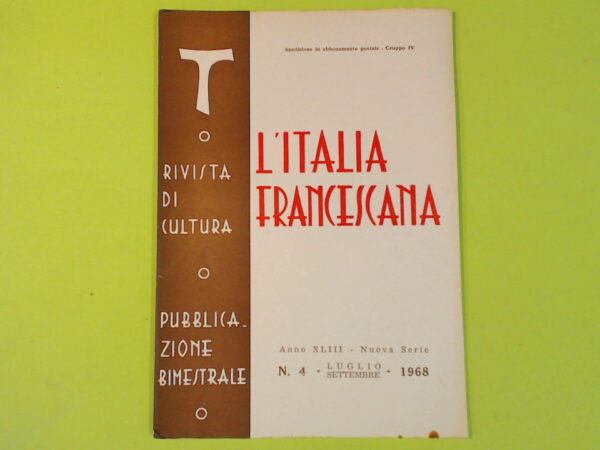 Spedizione in abbonamento postale - Gruppo IV
T
RIVISTA
DI
CULTURA
PUBBLICA-
ZIONE
BIMESTRALE
L'ITALIA
FRANCESCANA
Anno XLIII - Nuova Serie
N. 4 - LUGLIO - 1968
SETTEMBRE